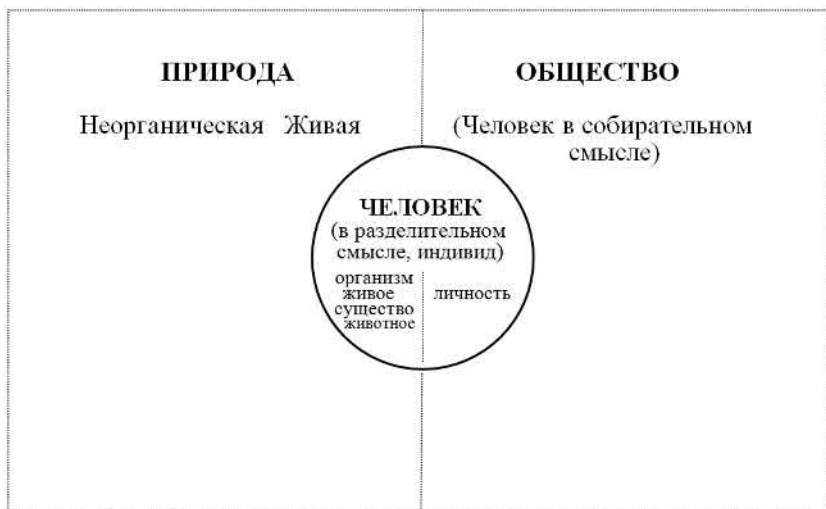 ПРИРОДА
Неорганическая Живая
ОБЩЕСТВО
(Человек в собирательном
смысле)
ЧЕЛОВЕК
(в разделительном
смысле, индивид)
организм
живое
существо
животное
личность